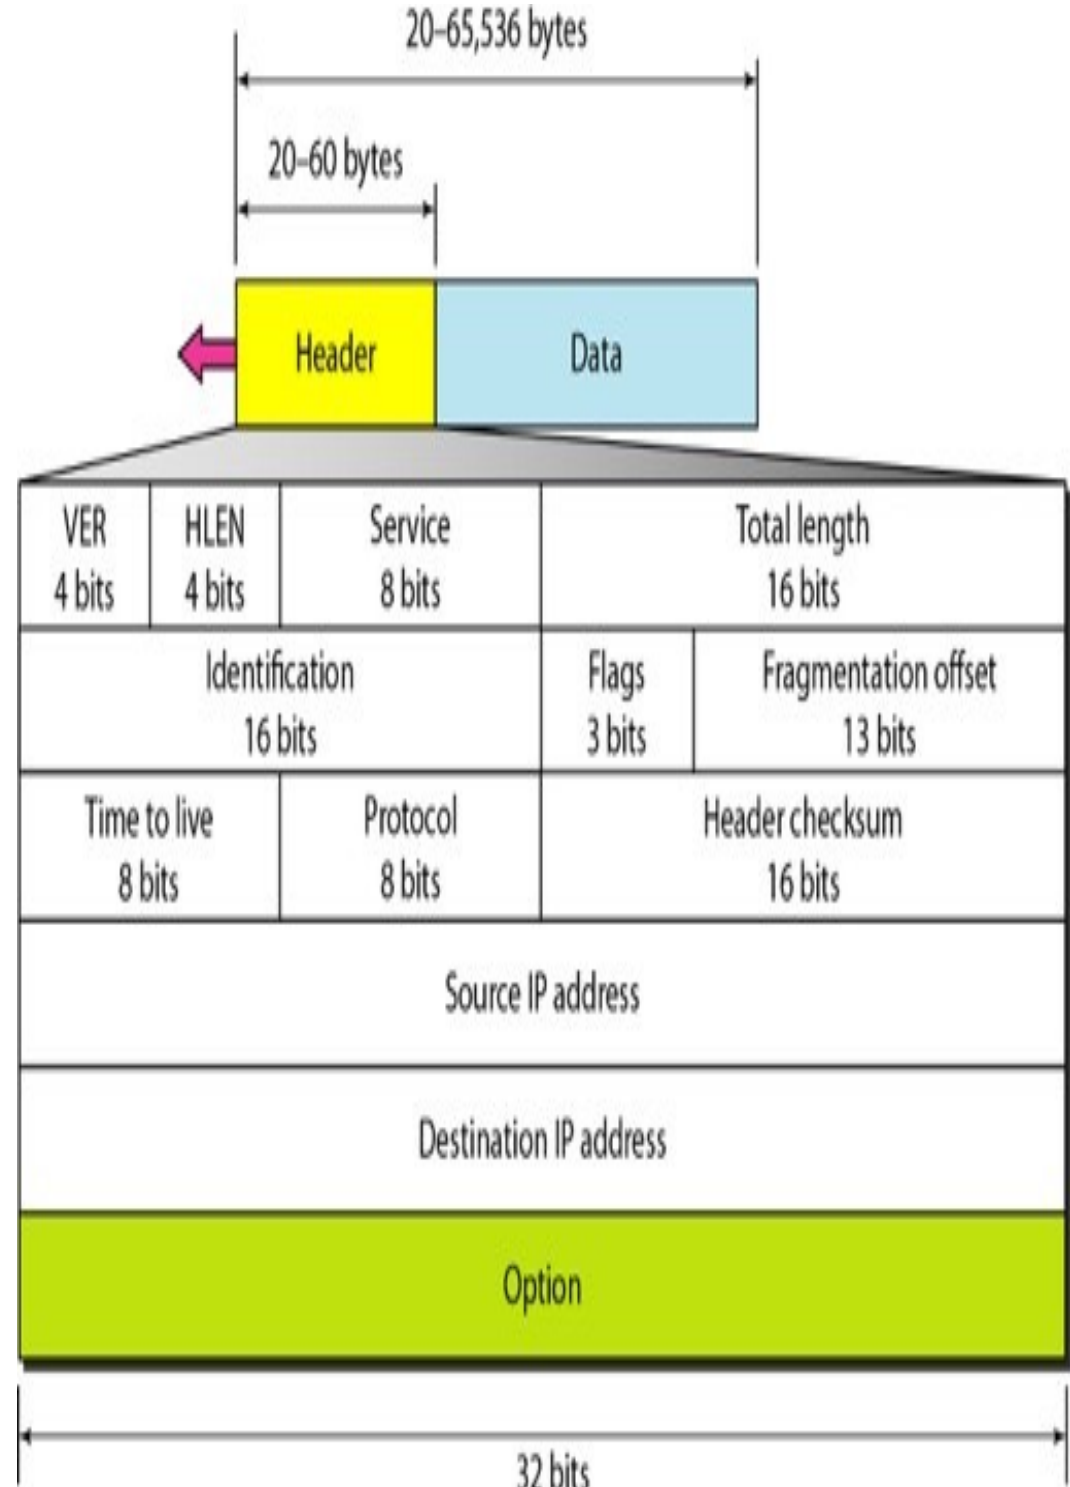 20–65,536 bytes
20–60 bytes
Header
Data
VER
4 bits
HLEN
4 bits
Service
8 bits
Total length
16 bits
Identification
16 bits
Flags
3 bits
Fragmentation offset
13 bits
Time to live
8 bits
Protocol
8 bits
Header checksum
16 bits
Source IP address
Destination IP address
Option
32 bits